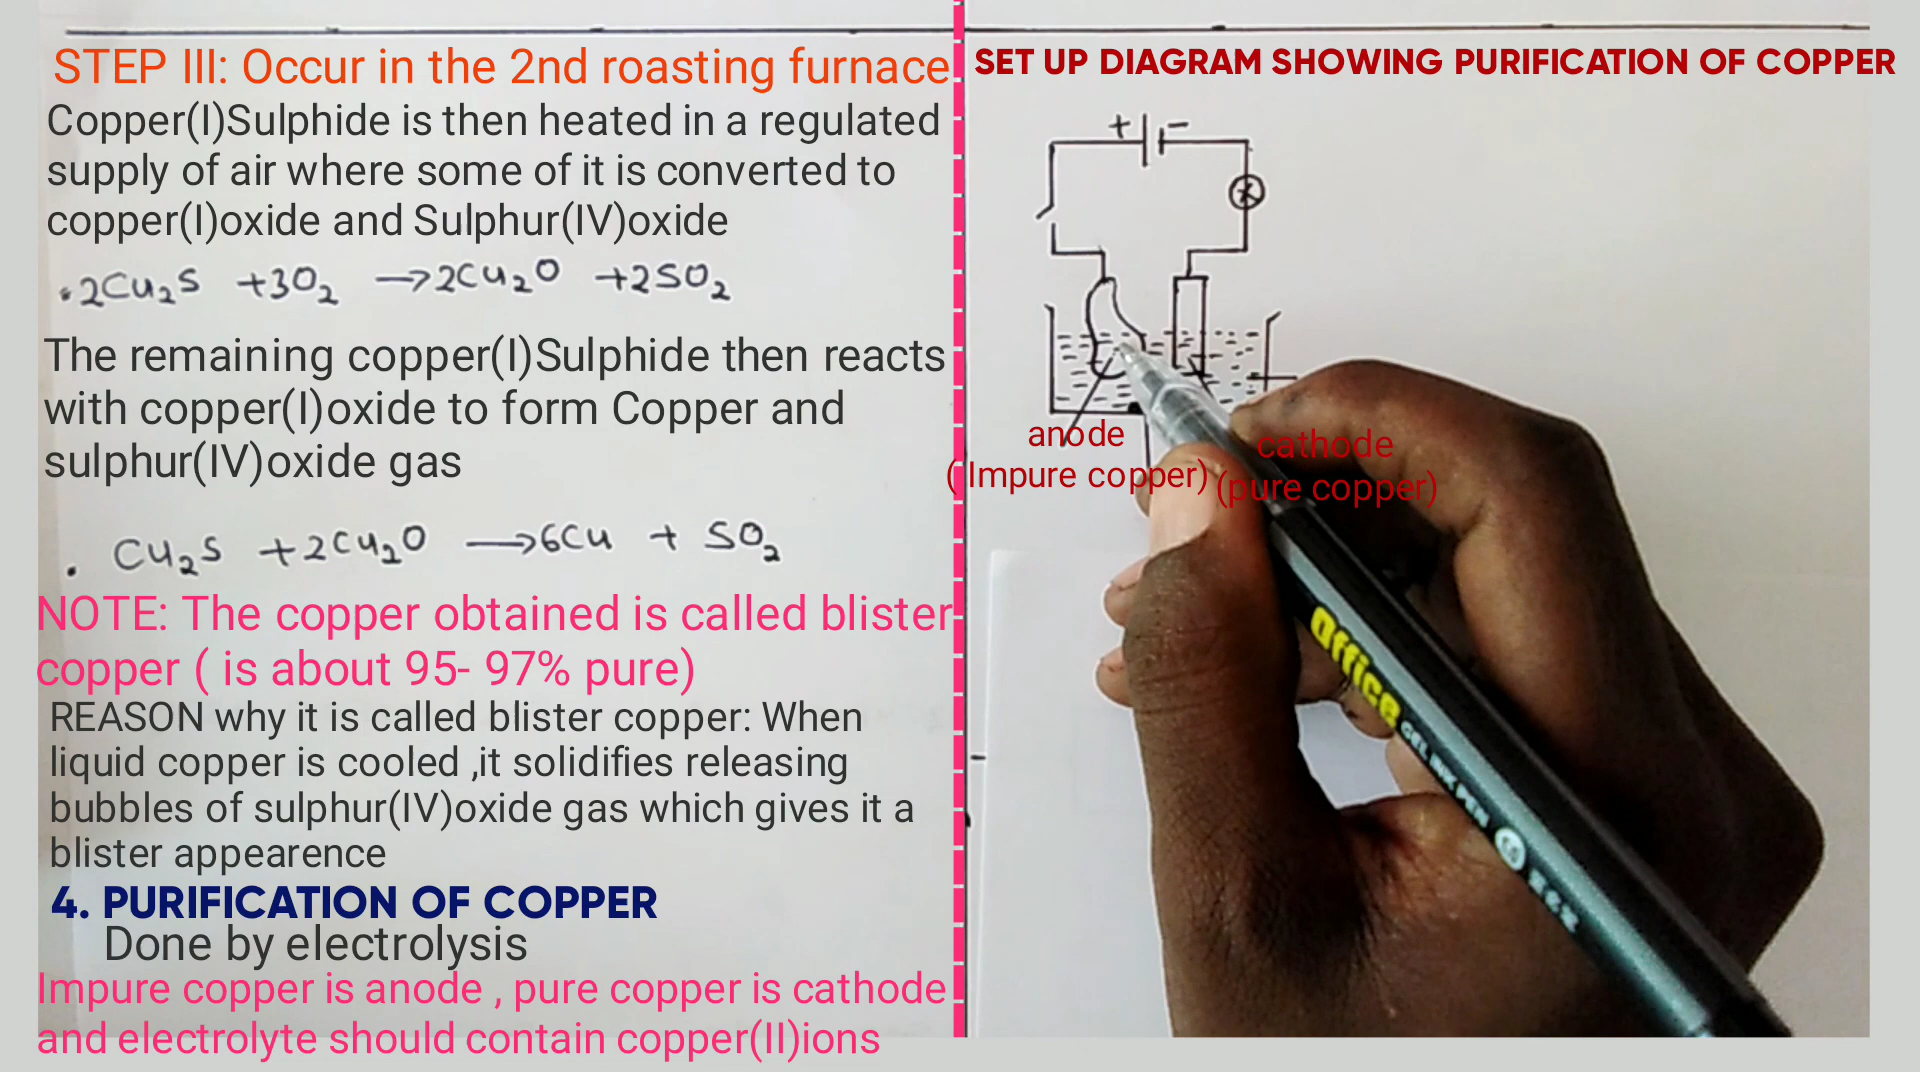 STEP III: Occur in the 2nd roasting furnace
Copper(I)Sulphide is then heated in a regulated
supply of air where some of it is converted to
copper(I)oxide and Sulphur(IV)oxide
2Cu₂S +3O₂ →2Cu₂O +2SO₂
The remaining copper(I)Sulphide then reacts
with copper(I)oxide to form Copper and
sulphur(IV)oxide gas
Cu₂S +2Cu₂O →6Cu + SO₂
NOTE: The copper obtained is called blister
copper ( is about 95- 97% pure)
REASON why it is called blister copper: When
liquid copper is cooled ,it solidifies releasing
bubbles of sulphur(IV)oxide gas which gives it a
blister appearence
4. PURIFICATION OF COPPER
Done by electrolysis
Impure copper is anode , pure copper is cathode
and electrolyte should contain copper(II)ions
SET UP DIAGRAM SHOWING PURIFICATION OF COPPER
+ -
anode
( Impure copper)
cathode
(pure copper)
Office GEL INK PEN